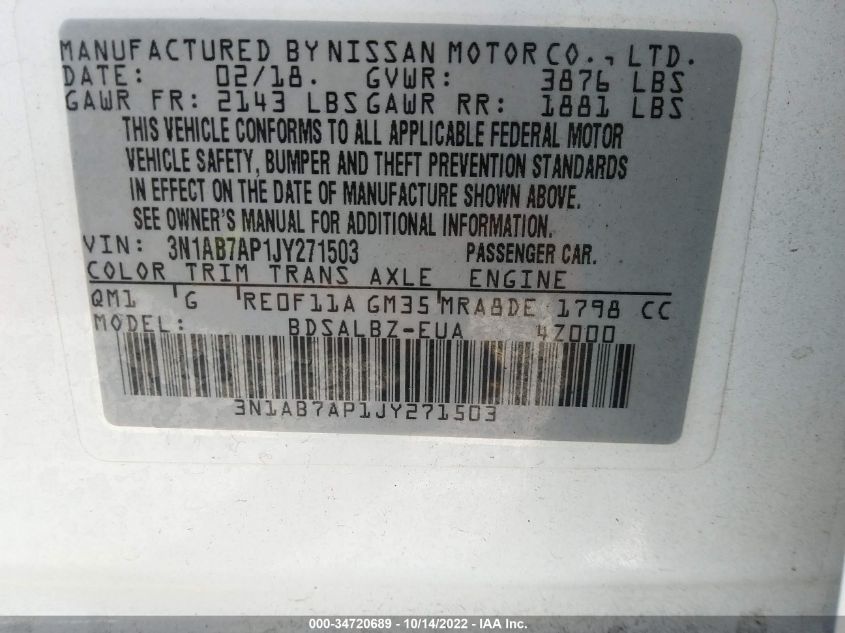 MANUFACTURED BY NISSAN MOTOR CO., LTD.
DATE: 02/18. GVWR: 3876 LBS
GAWR FR: 2143 LBS GAWR RR: 1881 LBS
THIS VEHICLE CONFORMS TO ALL APPLICABLE FEDERAL MOTOR
VEHICLE SAFETY, BUMPER AND THEFT PREVENTION STANDARDS
IN EFFECT ON THE DATE OF MANUFACTURE SHOWN ABOVE.
SEE OWNER'S MANUAL FOR ADDITIONAL INFORMATION.
VIN: 3N1AB7AP1JY271503 PASSENGER CAR.
COLOR TRIM TRANS AXLE ENGINE
QM1 G RE0F11A GM35 MRA8DE 1798 CC
MODEL: BDSALBZ-EUA 4Z000
3N1AB7AP1JY271503
000-34720689 - 10/14/2022 - IAA Inc.